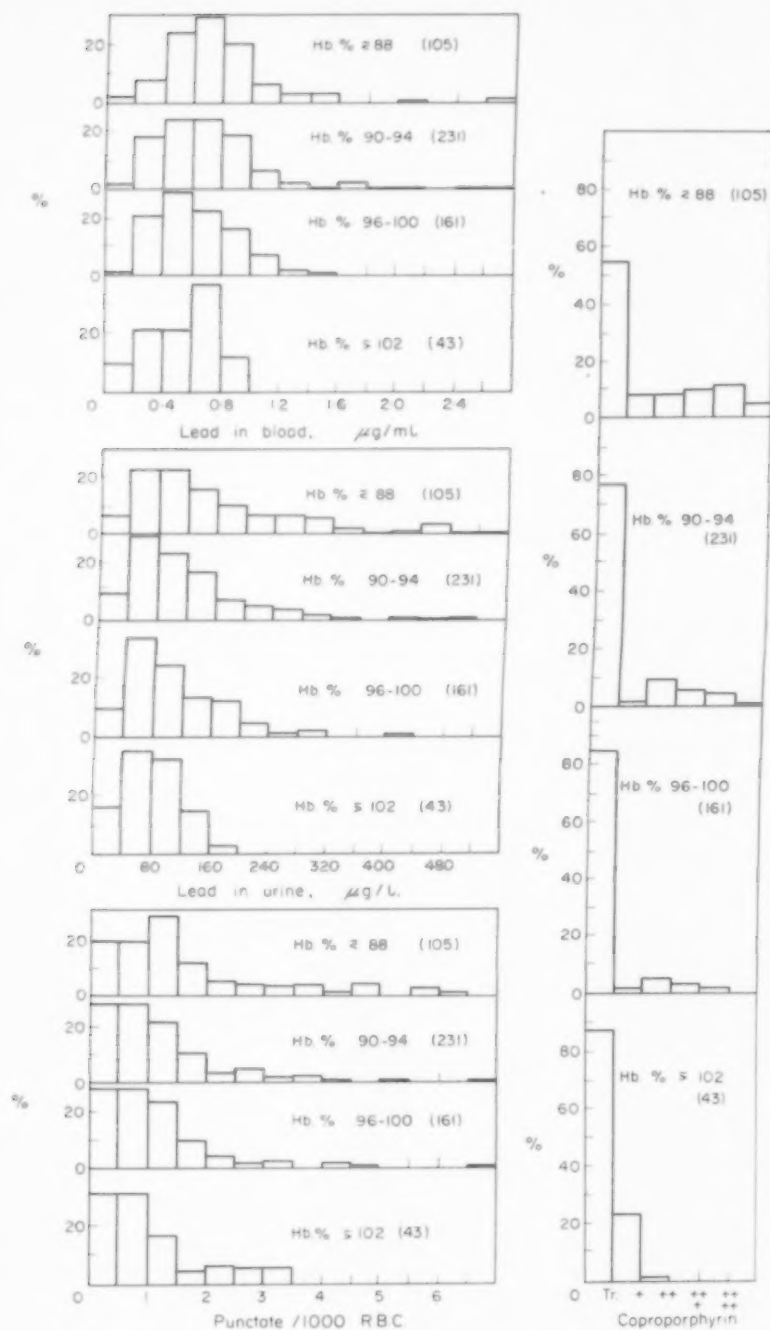 20
0
Hb. % ≥ 88 (105)
20
0
Hb. % 90-94 (231)
%
20
0
Hb. % 96-100 (161)
20
Hb. % ≤ 102 (43)
0 0·4 0·8 1·2 1·6 2·0 2·4
Lead in blood, µg/mL
20
0
Hb % ≥ 88 (105)
20
0
Hb. % 90-94 (231)
%
20
0
Hb % 96-100 (161)
20
Hb % ≤ 102 (43)
0 80 160 240 320 400 480
Lead in urine, µg/L.
20
0
Hb % ≥ 88 (105)
20
0
Hb % 90-94 (231)
%
20
0
Hb % 96-100 (161)
20
Hb.% ≤ 102 (43)
0 1 2 3 4 5 6
Punctate /1000 R.B.C.
80
60
40
20
0
%
Hb % ≥ 88 (105)
80
60
40
20
0
%
Hb % 90-94
(231)
80
60
40
20
0
%
Hb % 96-100
(161)
80
60
40
20
0
%
Hb. % ≤ 102
(43)
Tr. + ++ ++ ++
+ ++
Coproporphyrin